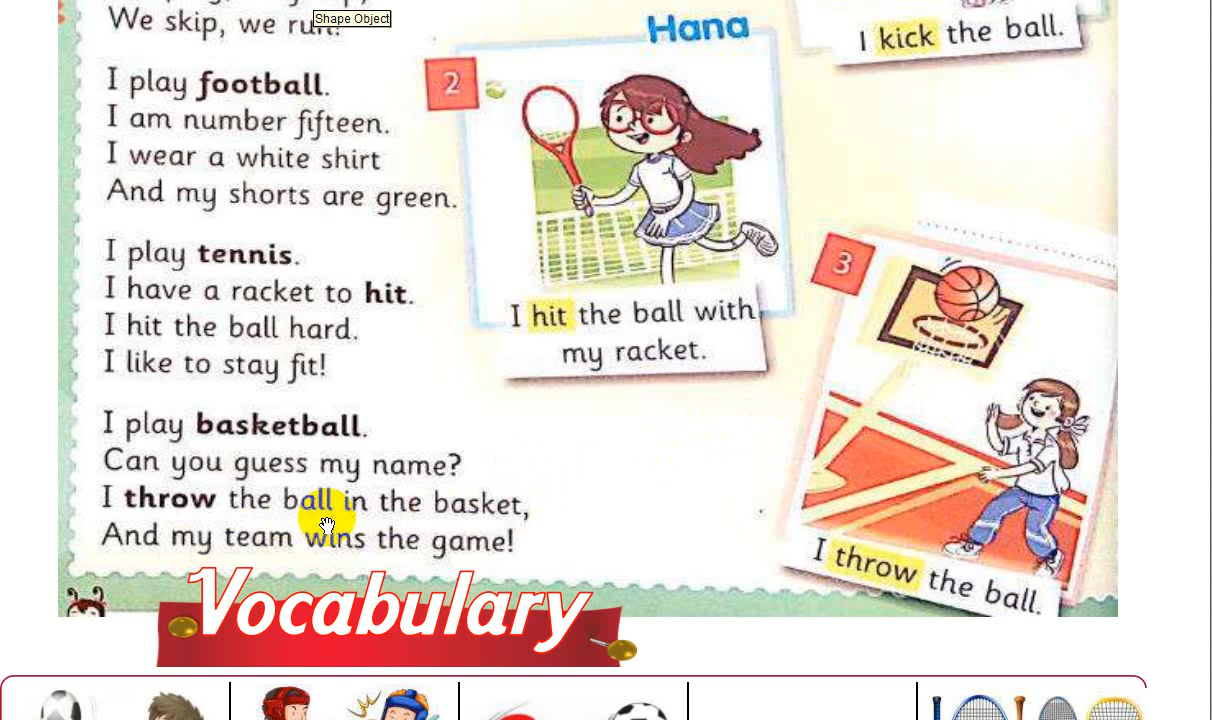 We skip, we run!
Shape Object
I play football.
I am number fifteen.
I wear a white shirt
And my shorts are green.
I play tennis.
I have a racket to hit.
I hit the ball hard.
I like to stay fit!
I play basketball.
Can you guess my name?
I throw the ball in the basket,
And my team wins the game!
Hana
I kick the ball.
2
I hit the ball with
my racket.
3
I throw the ball.
Vocabulary